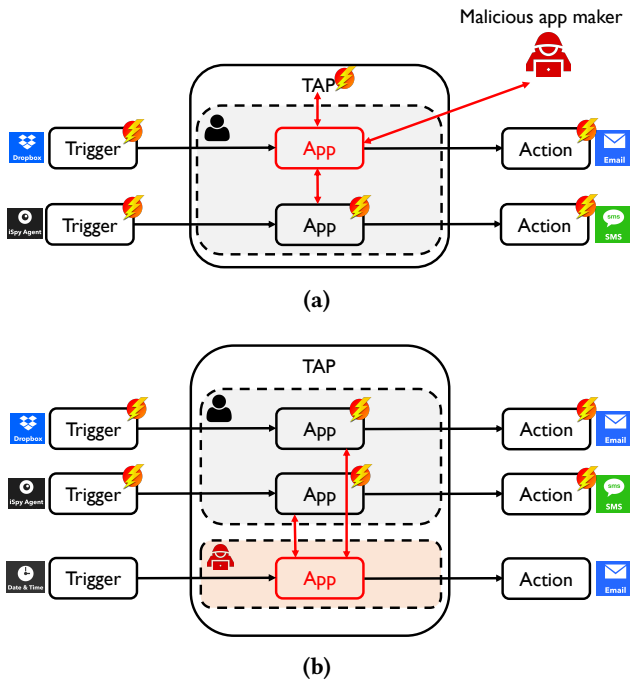 Malicious app maker
TAP
Dropbox
Trigger
App
Action
Email
iSpy Agent
Trigger
App
Action
sms
SMS
(a)
TAP
Dropbox
Trigger
App
Action
Email
iSpy Agent
Trigger
App
Action
sms
SMS
Date & Time
Trigger
App
Action
Email
(b)